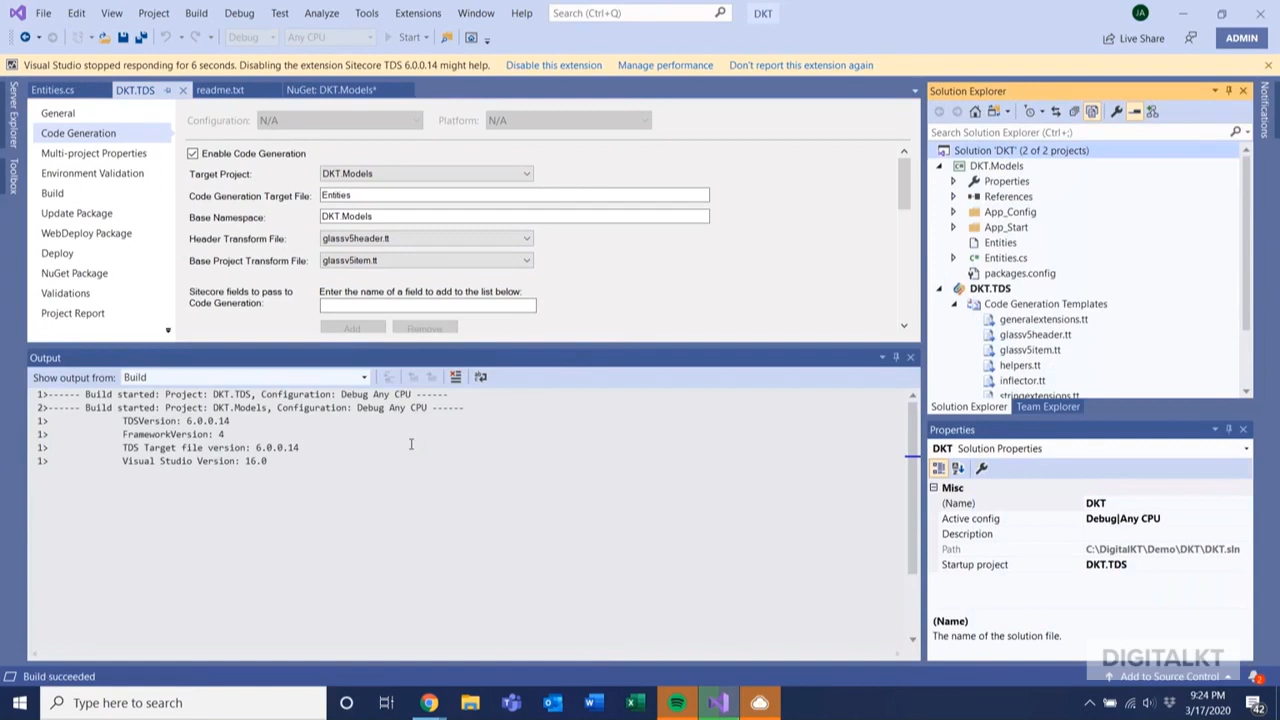 File Edit View Project Build Debug Test Analyze Tools Extensions Window Help Search (Ctrl+Q) DKT JA
Debug Any CPU Start Live Share ADMIN
Visual Studio stopped responding for 6 seconds. Disabling the extension Sitecore TDS 6.0.0.14 might help. Disable this extension Manage performance Don't report this extension again
Server Explorer
Toolbox
Entities.cs DKT.TDS readme.txt NuGet: DKT.Models*
General
Code Generation
Multi-project Properties
Environment Validation
Build
Update Package
WebDeploy Package
Deploy
NuGet Package
Validations
Project Report
Configuration: N/A Platform: N/A
Enable Code Generation
Target Project: DKT.Models
Code Generation Target File: Entities
Base Namespace: DKT.Models
Header Transform File: glassv5header.tt
Base Project Transform File: glassv5item.tt
Sitecore fields to pass to Code Generation:
Enter the name of a field to add to the list below:
Add Remove
Output
Show output from: Build
1>------ Build started: Project: DKT.TDS, Configuration: Debug Any CPU ------
2>------ Build started: Project: DKT.Models, Configuration: Debug Any CPU ------
1> TDSVersion: 6.0.0.14
1> FrameworkVersion: 4
1> TDS Target file version: 6.0.0.14
1> Visual Studio Version: 16.0
Solution Explorer
Search Solution Explorer (Ctrl+;)
Solution 'DKT' (2 of 2 projects)
DKT.Models
Properties
References
App_Config
App_Start
Entities
Entities.cs
packages.config
DKT.TDS
Code Generation Templates
generalextensions.tt
glassv5header.tt
glassv5item.tt
helpers.tt
inflector.tt
stringextensions.tt
Solution Explorer Team Explorer
Notifications
Properties
DKT Solution Properties
Misc
(Name) DKT
Active config Debug|Any CPU
Description
Path C:\DigitalKT\Demo\DKT\DKT.sln
Startup project DKT.TDS
(Name)
The name of the solution file.
DIGITALKT
Build succeeded Add to Source Control 2
Type here to search
9:24 PM
3/17/2020
42